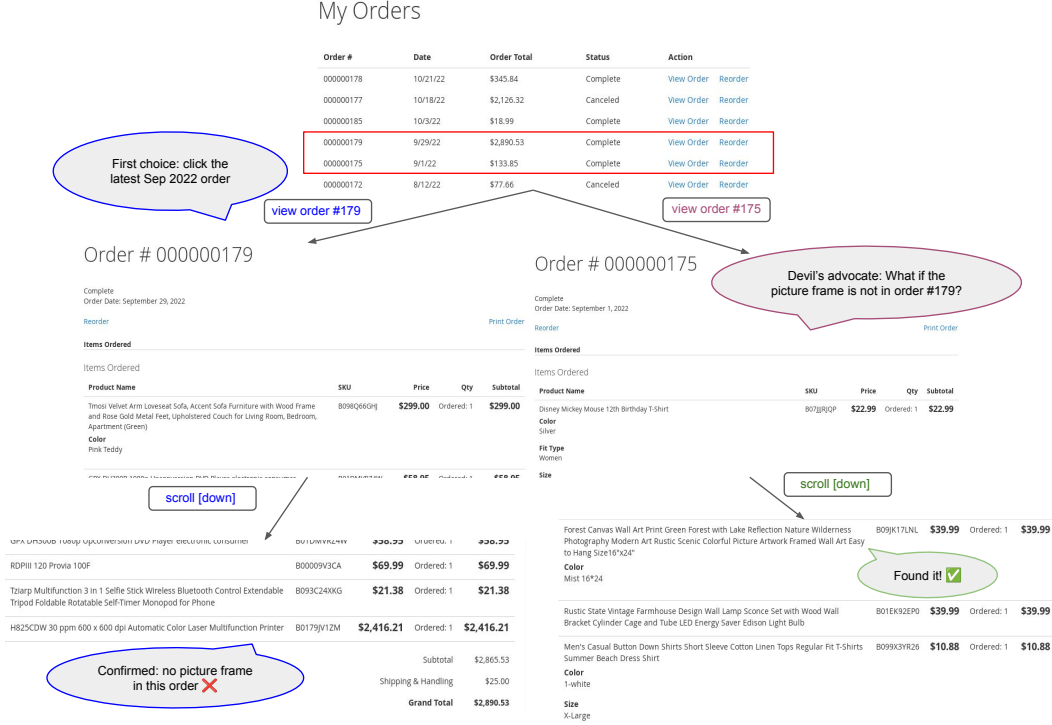 My Orders
Order # Date Order Total Status Action
000000178 10/21/22 $345.84 Complete View Order Reorder
000000177 10/18/22 $2,126.32 Canceled View Order Reorder
000000185 10/3/22 $18.99 Complete View Order Reorder
000000179 9/29/22 $2,890.53 Complete View Order Reorder
000000175 9/1/22 $133.85 Complete View Order Reorder
000000172 8/12/22 $77.66 Canceled View Order Reorder
First choice: click the
latest Sep 2022 order
view order #179
view order #175
Order # 000000179
Complete
Order Date: September 29, 2022
Reorder Print Order
Items Ordered
Items Ordered
Product Name SKU Price Qty Subtotal
Tmosi Velvet Arm Loveseat Sofa, Accent Sofa Furniture with Wood Frame B098Q66GHJ $299.00 Ordered: 1 $299.00
and Rose Gold Metal Feet, Upholstered Couch for Living Room, Bedroom,
Apartment (Green)
Color
Pink Teddy
scroll [down]
GPX DH300B 1080p Upconversion DVD Player electronic consumer B01DMVRZ4W $58.95 Ordered: 1 $58.95
RDPIII 120 Provia 100F B00009V3CA $69.99 Ordered: 1 $69.99
Tziarp Multifunction 3 in 1 Selfie Stick Wireless Bluetooth Control Extendable B093C24XKG $21.38 Ordered: 1 $21.38
Tripod Foldable Rotatable Self-Timer Monopod for Phone
H825CDW 30 ppm 600 x 600 dpi Automatic Color Laser Multifunction Printer B0179JV1ZM $2,416.21 Ordered: 1 $2,416.21
Subtotal $2,865.53
Shipping & Handling $25.00
Grand Total $2,890.53
Confirmed: no picture frame
in this order ❌
Order # 000000175
Devil's advocate: What if the
picture frame is not in order #179?
Complete
Order Date: September 1, 2022
Reorder Print Order
Items Ordered
Items Ordered
Product Name SKU Price Qty Subtotal
Disney Mickey Mouse 12th Birthday T-Shirt B07JJJRJQP $22.99 Ordered: 1 $22.99
Color
Silver
Fit Type
Women
Size
scroll [down]
Forest Canvas Wall Art Print Green Forest with Lake Reflection Nature Wilderness B09JK17LNL $39.99 Ordered: 1 $39.99
Photography Modern Art Rustic Scenic Colorful Picture Artwork Framed Wall Art Easy
to Hang Size16"x24"
Color
Mist 16*24
Found it! ✅
Rustic State Vintage Farmhouse Design Wall Lamp Sconce Set with Wood Wall B01EK92EP0 $39.99 Ordered: 1 $39.99
Bracket Cylinder Cage and Tube LED Energy Saver Edison Light Bulb
Men's Casual Button Down Shirts Short Sleeve Cotton Linen Tops Regular Fit T-Shirts B099X3YR26 $10.88 Ordered: 1 $10.88
Summer Beach Dress Shirt
Color
1-white
Size
X-Large